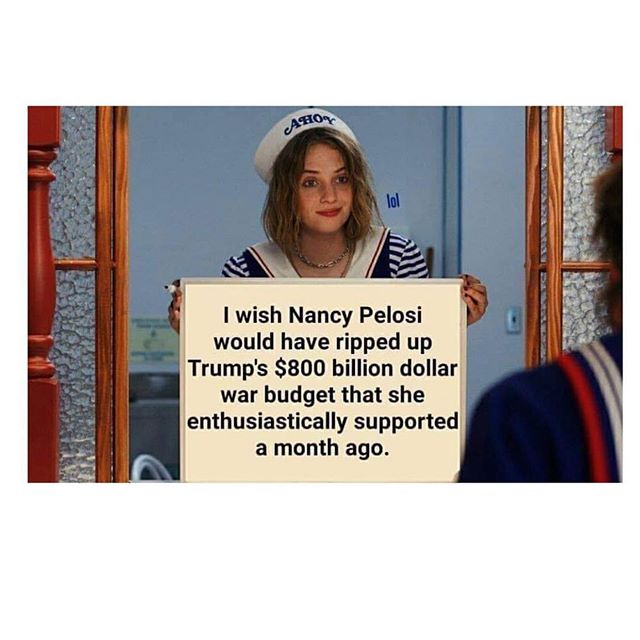 AHOY
lol
I wish Nancy Pelosi
would have ripped up
Trump's $800 billion dollar
war budget that she
enthusiastically supported
a month ago.